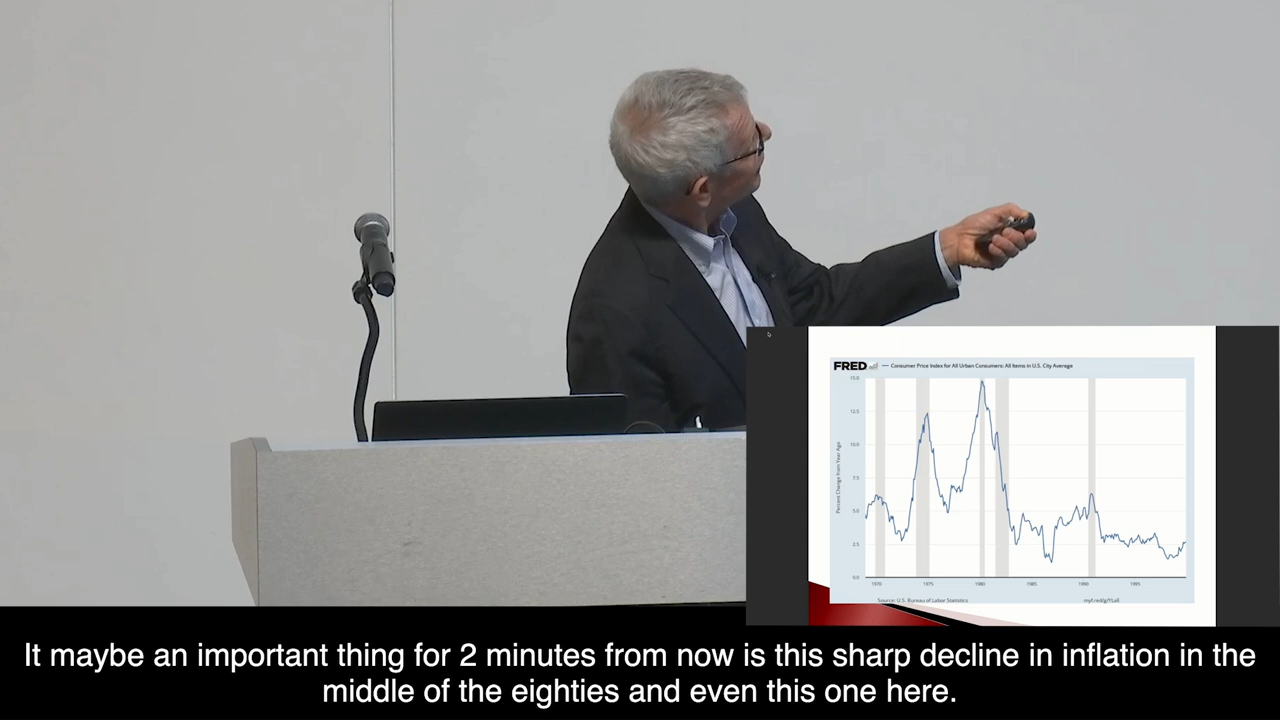 FRED — Consumer Price Index for All Urban Consumers: All Items in U.S. City Average
15.0
12.5
10.0
7.5
5.0
2.5
0.0
Percent Change from Year Ago
1970 1975 1980 1985 1990 1995
Source: U.S. Bureau of Labor Statistics
myf.red/g/YLaE
It maybe an important thing for 2 minutes from now is this sharp decline in inflation in the
middle of the eighties and even this one here.